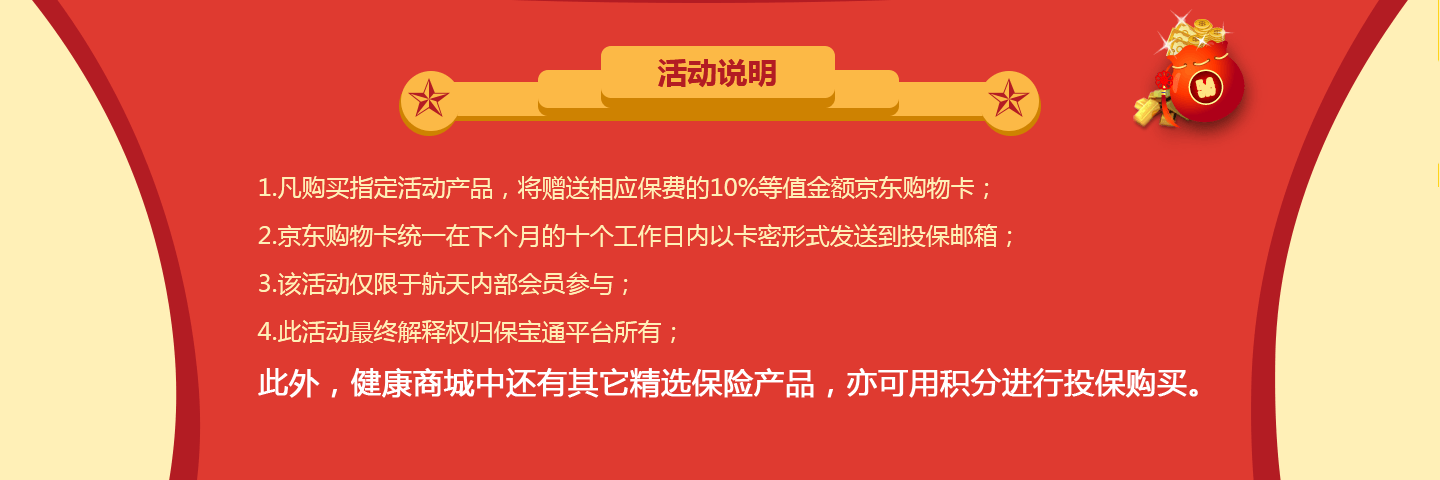 活动说明
1.凡购买指定活动产品，将赠送相应保费的10%等值金额京东购物卡；
2.京东购物卡统一在下个月的十个工作日内以卡密形式发送到投保邮箱；
3.该活动仅限于航天内部会员参与；
4.此活动最终解释权归保宝通平台所有；
此外，健康商城中还有其它精选保险产品，亦可用积分进行投保购买。